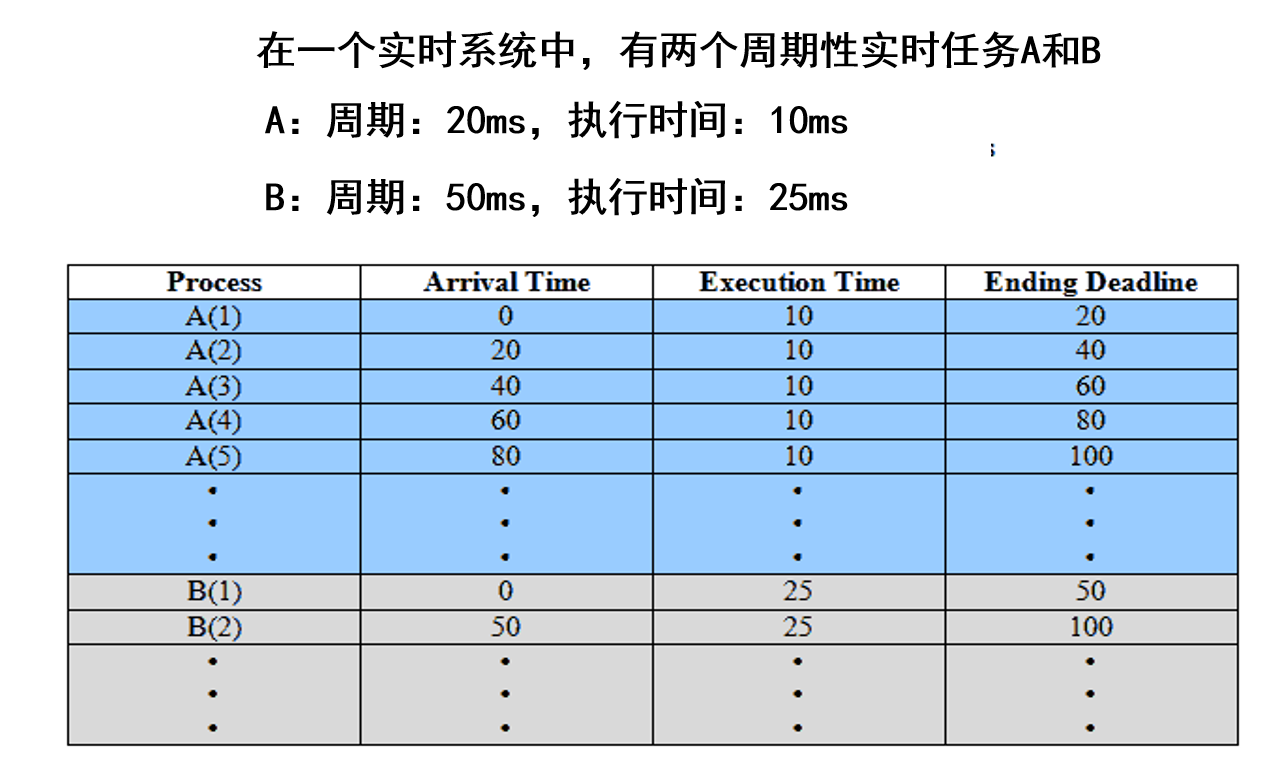 在一个实时系统中，有两个周期性实时任务A和B
A：周期：20ms，执行时间：10ms
B：周期：50ms，执行时间：25ms
Process Arrival Time Execution Time Ending Deadline
A(1) 0 10 20
A(2) 20 10 40
A(3) 40 10 60
A(4) 60 10 80
A(5) 80 10 100
B(1) 0 25 50
B(2) 50 25 100